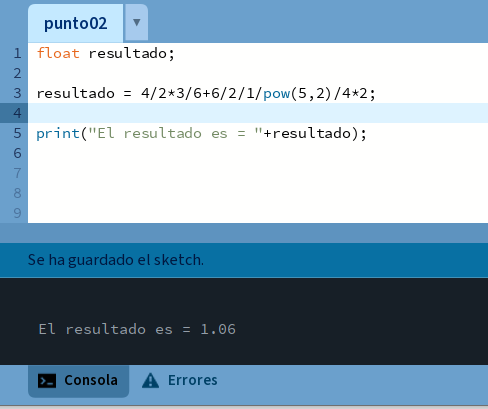 punto02 ▼
1 float resultado;
2
3 resultado = 4/2*3/6+6/2/1/pow(5,2)/4*2;
4
5 print("El resultado es = "+resultado);
6
7
8
9
Se ha guardado el sketch.
El resultado es = 1.06
Consola Errores